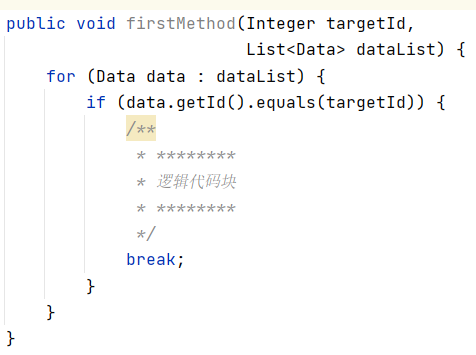 public void firstMethod(Integer targetId,
                        List<Data> dataList) {
    for (Data data : dataList) {
        if (data.getId().equals(targetId)) {
            /**
             * ********
             * 逻辑代码块
             * ********
             */
            break;
        }
    }
}